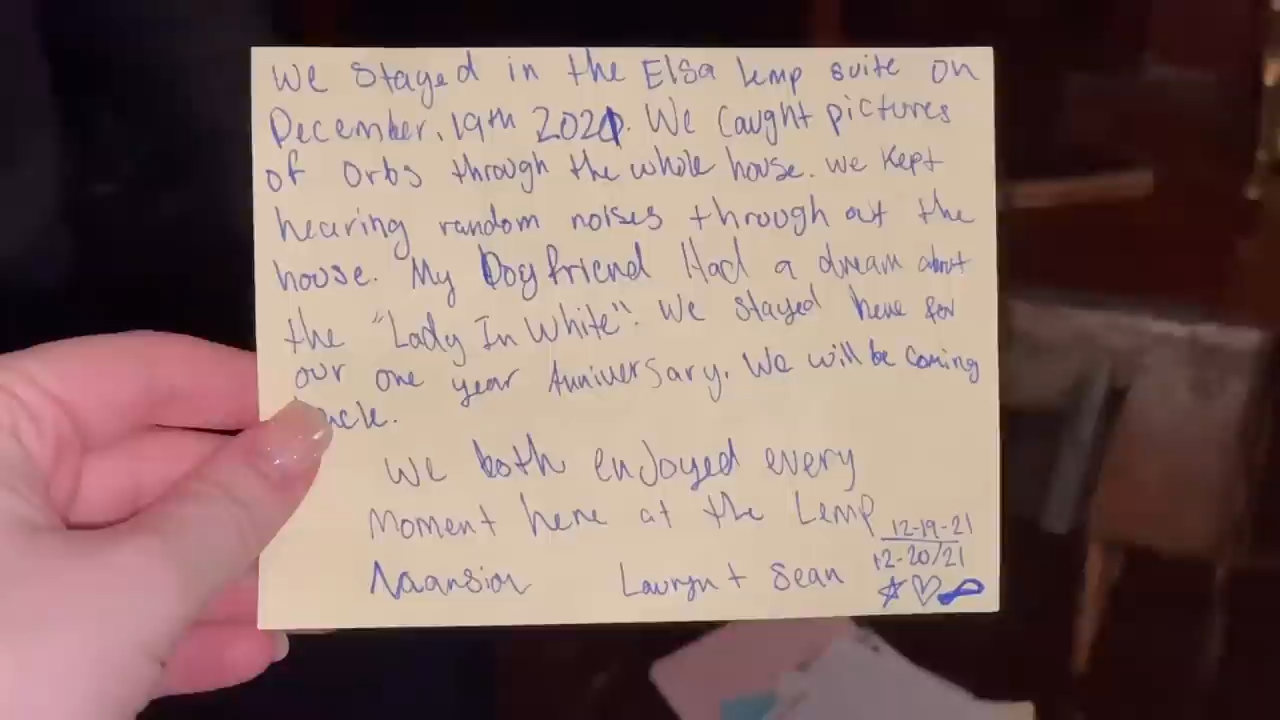 We stayed in the Elsa Lemp suite on
December, 19th 2021. We caught pictures
of orbs through the whole house. we kept
hearing random noises through out the
house. My Boyfriend Had a dream about
the "Lady In White". We stayed here for
our one year Anniversary. We will be coming
back.
We both enjoyed every
Moment here at the Lemp
Maansion Lauryn + Sean
12-19-21
12-20/21